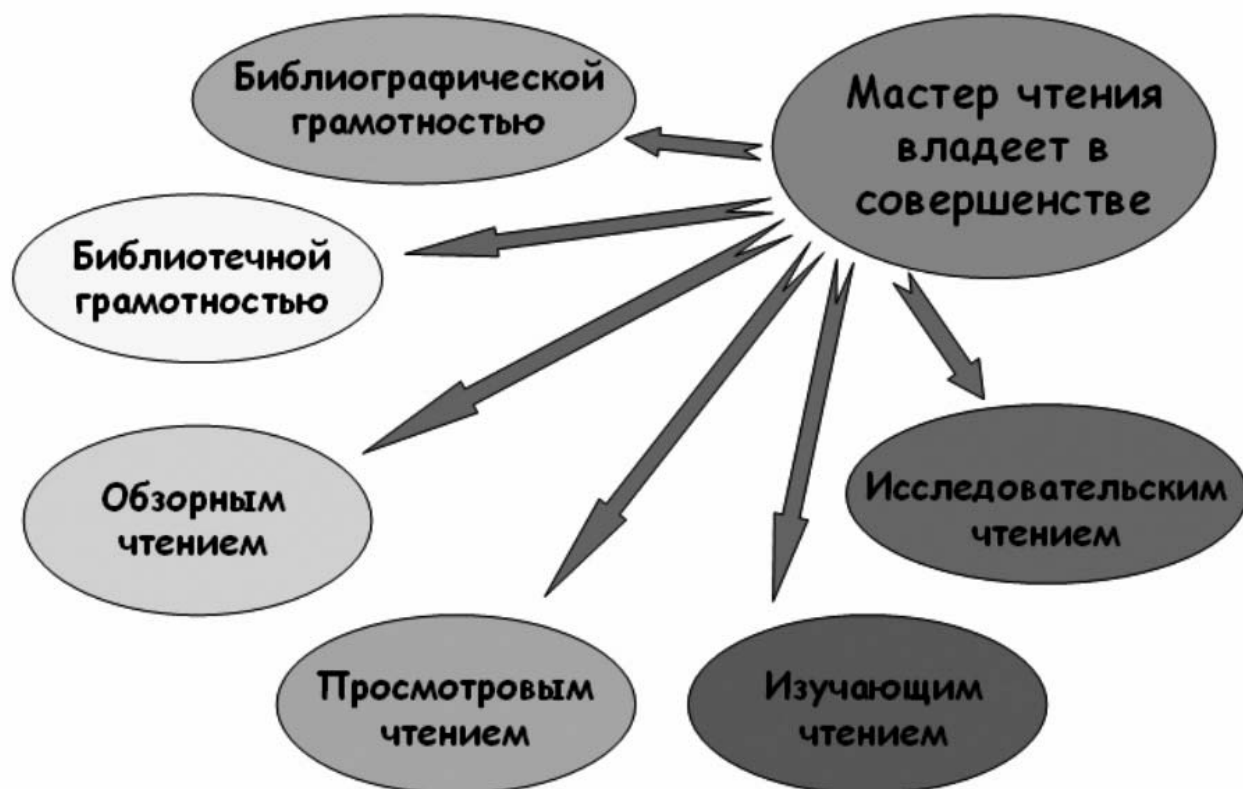 Библиографической
грамотностью
Мастер чтения
владеет в
совершенстве
Библиотечной
грамотностью
Обзорным
чтением
Исследовательским
чтением
Просмотровым
чтением
Изучающим
чтением